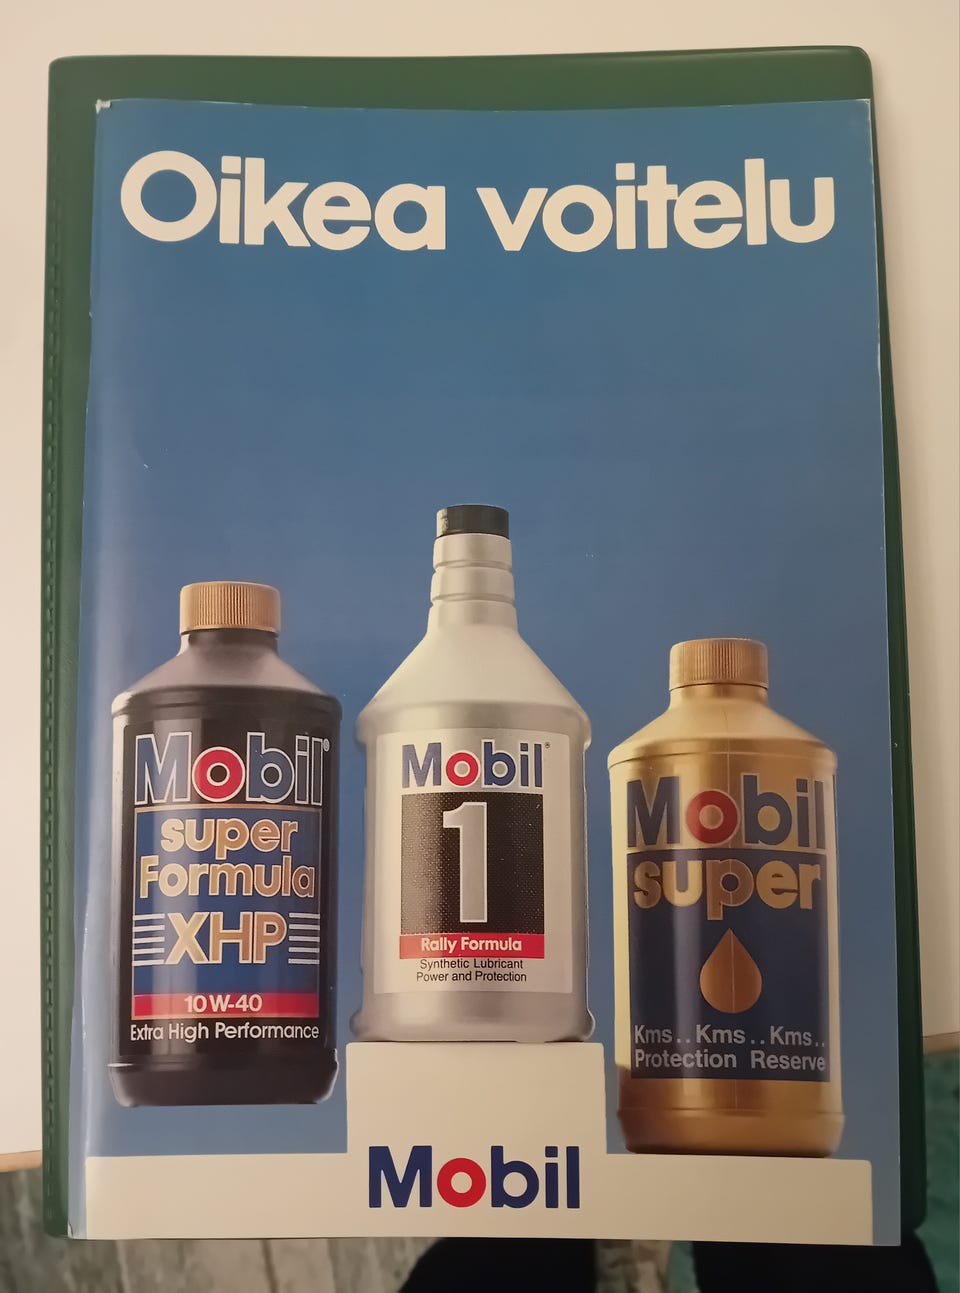 Oikea voitelu
Mobil®
super
Formula
XHP
10W-40
Extra High Performance
Mobil®
1
Rally Formula
Synthetic Lubricant
Power and Protection
Mobil
super
Kms.. Kms.. Kms..
Protection Reserve
Mobil